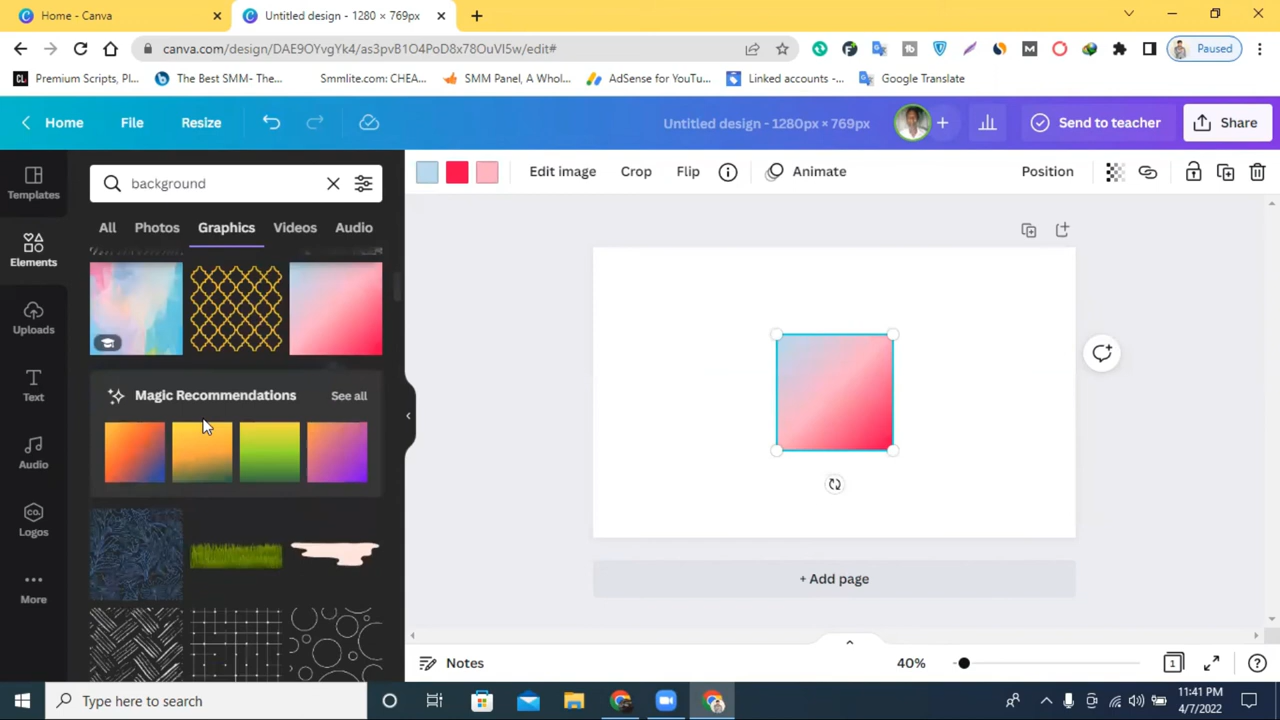 Home - Canva
Untitled design - 1280 × 769px
canva.com/design/DAE9OYvgYk4/as3pvB1O4PoD8x78OuVI5w/edit#
Paused
Premium Scripts, Pl...
The Best SMM- The...
Smmlite.com: CHEA...
SMM Panel, A Whol...
AdSense for YouTu...
Linked accounts -...
Google Translate
Home
File
Resize
Untitled design - 1280px × 769px
Send to teacher
Share
Templates
background
Edit image
Crop
Flip
Animate
Position
All
Photos
Graphics
Videos
Audio
Elements
Uploads
Magic Recommendations
See all
Text
Audio
CO.
Logos
More
+ Add page
Notes
40%
1
Type here to search
11:41 PM
4/7/2022